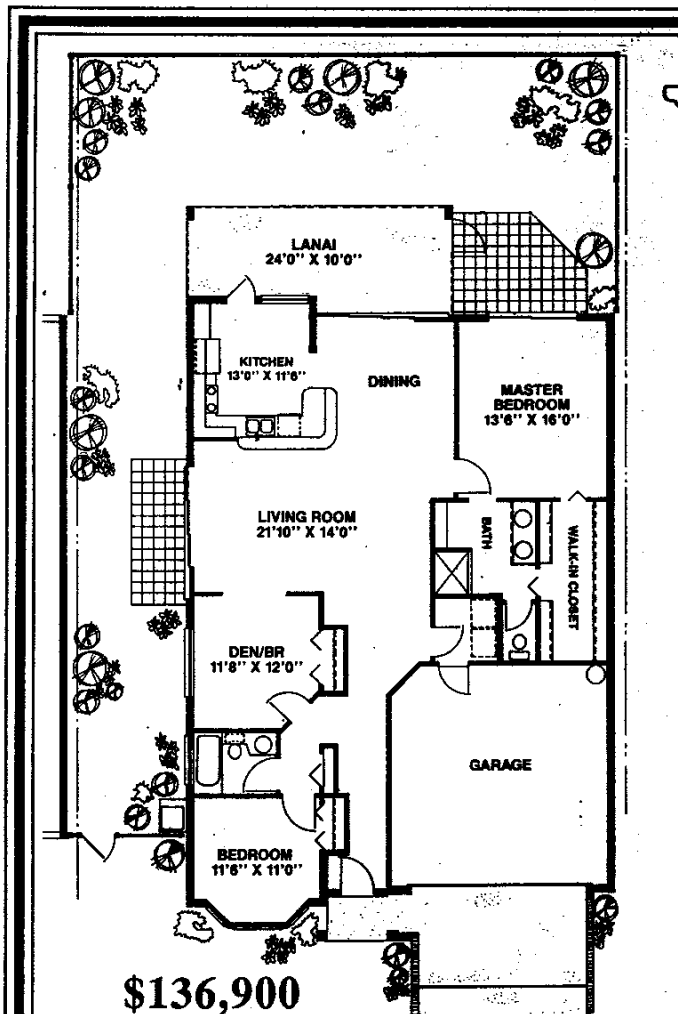 LANAI
24'0" X 10'0"
KITCHEN
13'0" X 11'6"
DINING
MASTER
BEDROOM
13'6" X 16'0"
LIVING ROOM
21'10" X 14'0"
BATH
WALK-IN CLOSET
DEN/BR
11'8" X 12'0"
GARAGE
BEDROOM
11'6" X 11'0"
$136,900